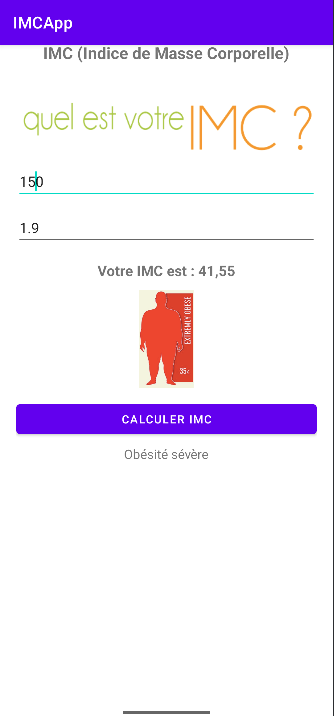 IMCApp
IMC (Indice de Masse Corporelle)
quel est votre IMC ?
150
1.9
Votre IMC est : 41,55
EXTREMLY OBESE
35<
CALCULER IMC
Obésité sévère